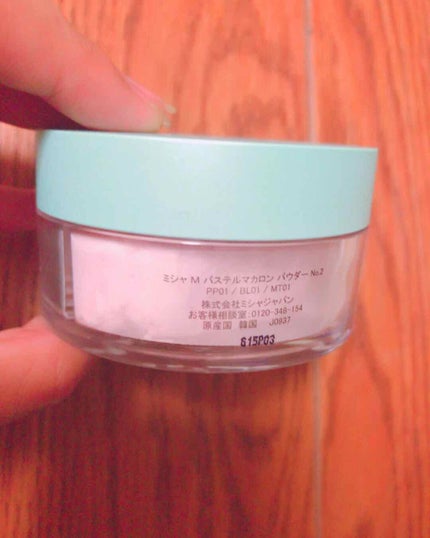 ミシャ M パステルマカロン パウダー No.2
PP01 / BL01 / MT01
株式会社ミシャジャパン
お客様相談室:0120-348-154
原産国 韓国 J0937
615P03